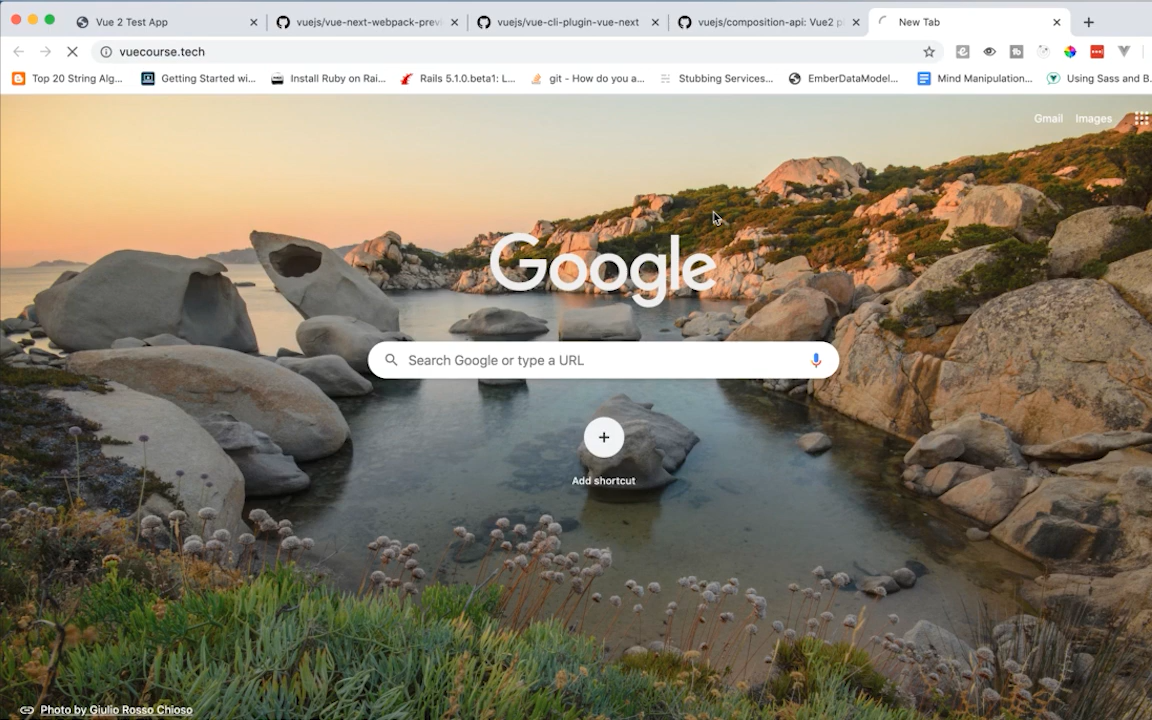 Vue 2 Test App
vuejs/vue-next-webpack-previ
vuejs/vue-cli-plugin-vue-next
vuejs/composition-api: Vue2 p
New Tab
vuecourse.tech
Top 20 String Alg...
Getting Started wi...
Install Ruby on Rai...
Rails 5.1.0.beta1: L...
git - How do you a...
Stubbing Services...
EmberDataModel...
Mind Manipulation...
Using Sass and B.
Gmail
Images
Google
Search Google or type a URL
Add shortcut
Photo by Giulio Rosso Chioso